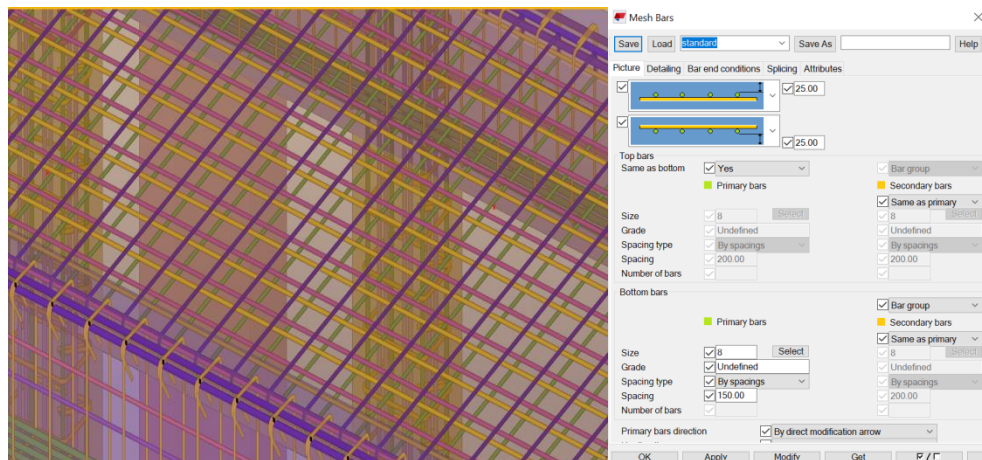 Mesh Bars
Save Load standard Save As Help
Picture Detailing Bar end conditions Splicing Attributes
25.00
25.00
Top bars
Same as bottom Yes Bar group
Primary bars Secondary bars
Same as primary
Size 8 Select 8 Select
Grade Undefined Undefined
Spacing type By spacings By spacings
Spacing 200.00 200.00
Number of bars
Bottom bars
Bar group
Primary bars Secondary bars
Same as primary
Size 8 Select 8 Select
Grade Undefined Undefined
Spacing type By spacings By spacings
Spacing 150.00 200.00
Number of bars
Primary bars direction By direct modification arrow
OK Apply Modify Get